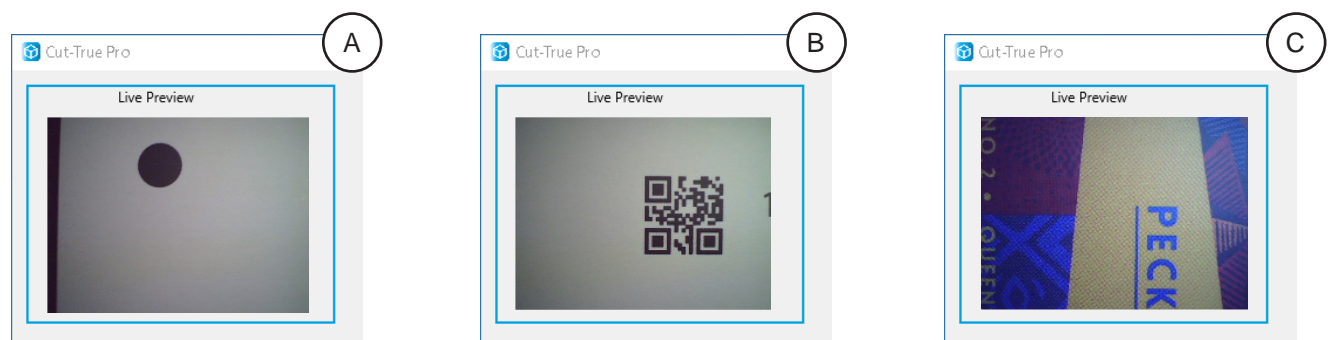 A
Cut-True Pro
Live Preview
B
Cut-True Pro
Live Preview
1
C
Cut-True Pro
Live Preview
NO.2 • QUEEN
PECK